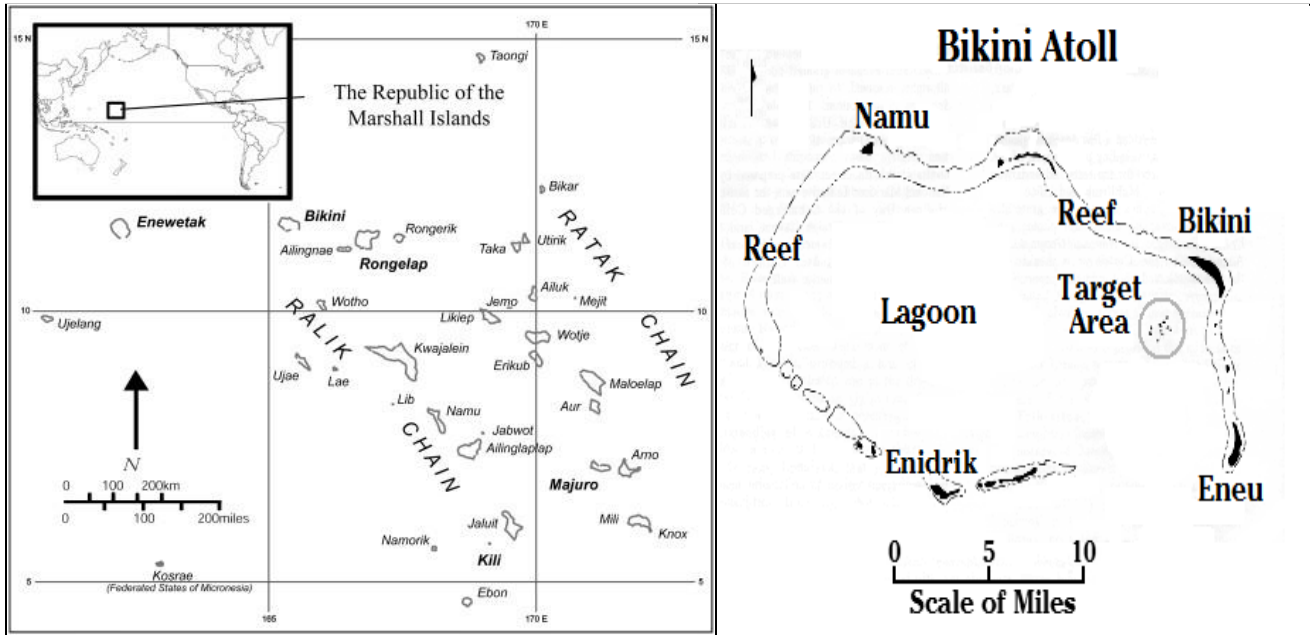 170 E
15 N
15
Taongi
The Republic of the
Marshall Islands
Bikar
Enewetak
Bikini
Rongerik
Ailingnae
Rongelap
Taka
Utirik
RATAK
CHAIN
Wotho
Ailuk
Jemo
Mejit
Likiep
10
10
Ujelang
RALIK
CHAIN
Kwajalein
Wotje
Erikub
Ujae
Lae
Maloelap
Lib
Namu
Aur
Jabwot
Ailinglaplap
N
Arno
Majuro
0 100 200km
0 100 200miles
Jaluit
Mili
Knox
Namorik
Kili
Kosrae
(Federated States of Micronesia)
5
5
Ebon
165
170 E
Bikini Atoll
Namu
Reef
Bikini
Reef
Target
Area
Lagoon
Enidrik
Eneu
0 5 10
Scale of Miles